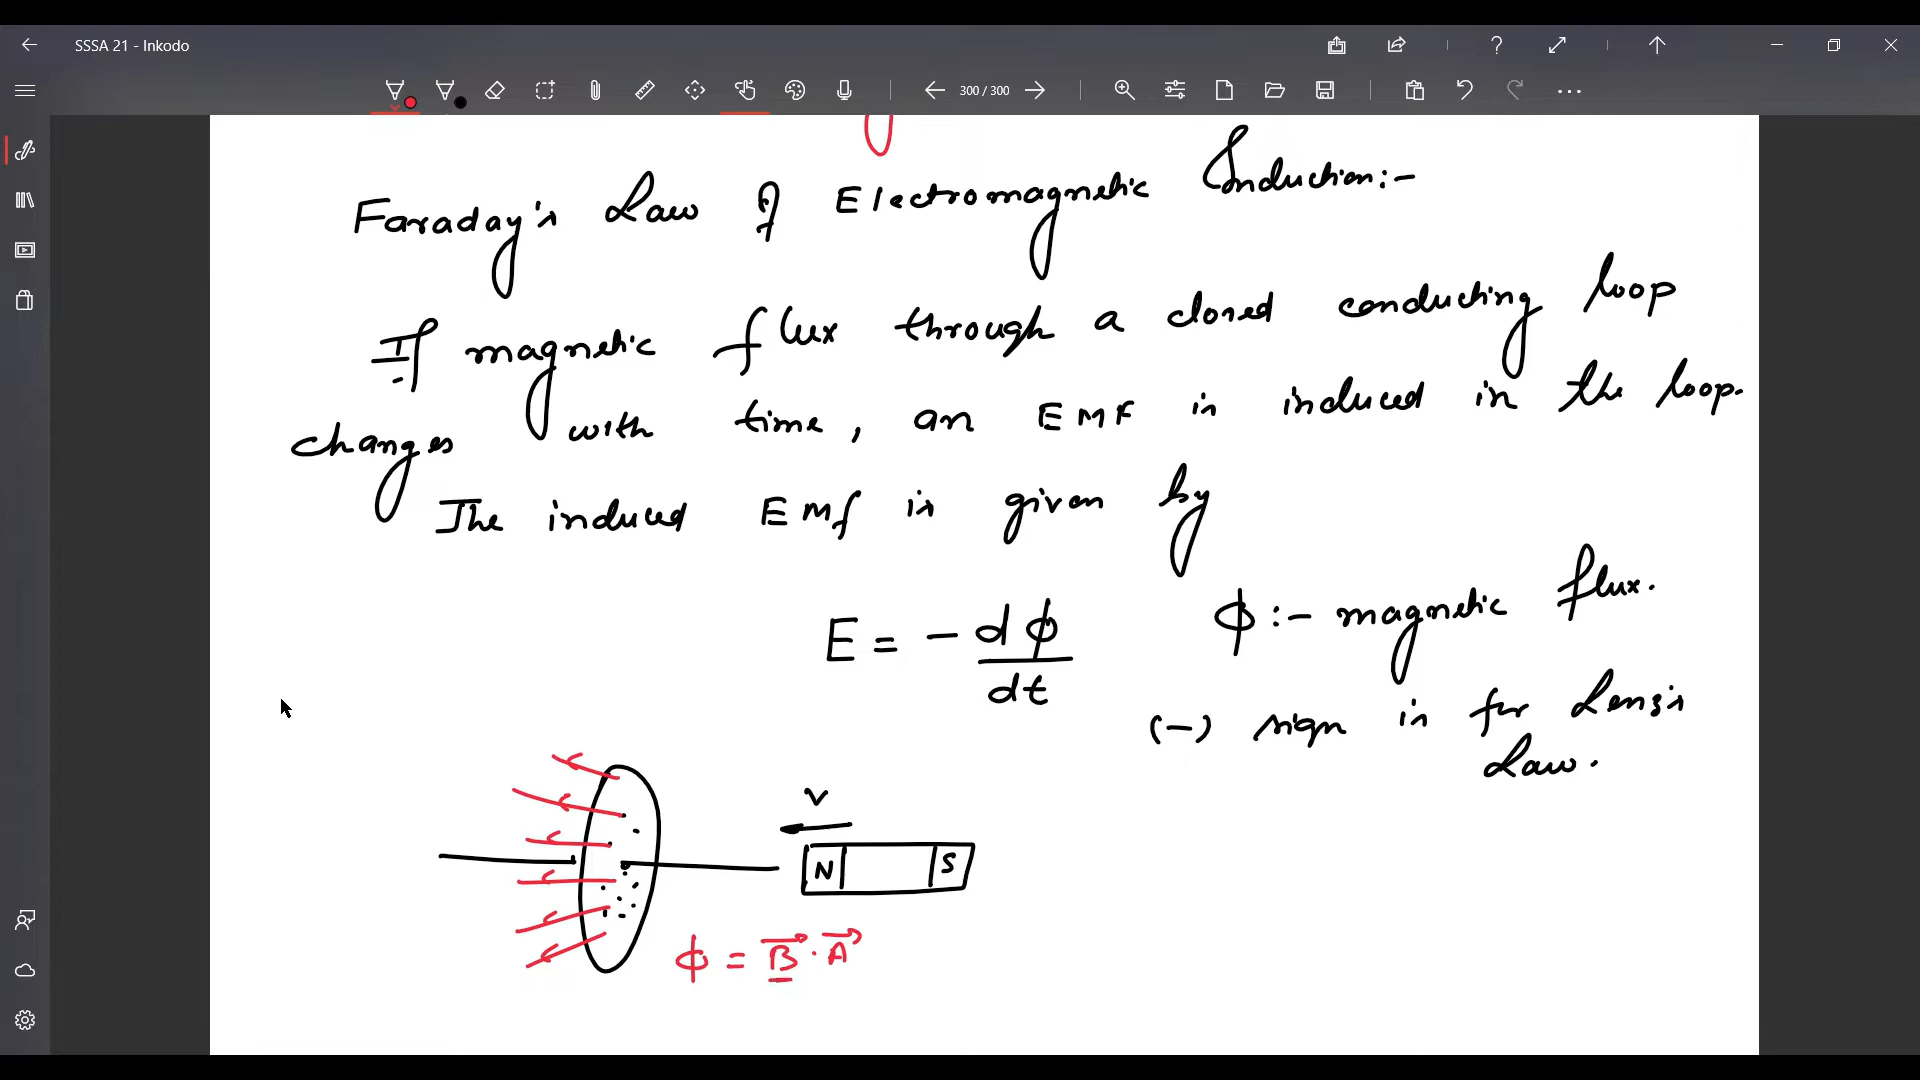 SSSA 21 - Inkodo
300 / 300
Faraday's Law of Electromagnetic Induction:-
If magnetic flux through a closed conducting loop
changes with time, an EMF is induced in the loop.
The induced EMf is given by
E = - dφ/dt
φ :- magnetic flux.
(-) sign is for Lenz's
Law.
v
N S
φ = B⃗ · A⃗